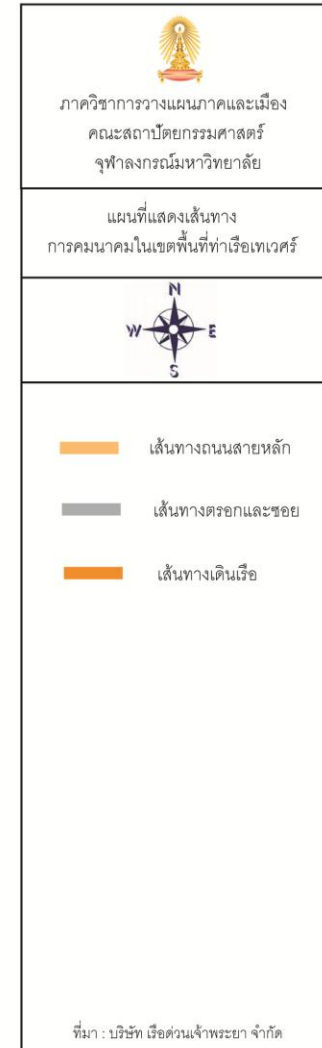 ภาควิชาการวางแผนภาคและเมือง
คณะสถาปัตยกรรมศาสตร์
จุฬาลงกรณ์มหาวิทยาลัย
แผนที่แสดงเส้นทาง
การคมนาคมในเขตพื้นที่ท่าเรือเทเวศร์
N
W E
S
เส้นทางถนนสายหลัก
เส้นทางตรอกและซอย
เส้นทางเดินเรือ
ที่มา : บริษัท เรือด่วนเจ้าพระยา จำกัด